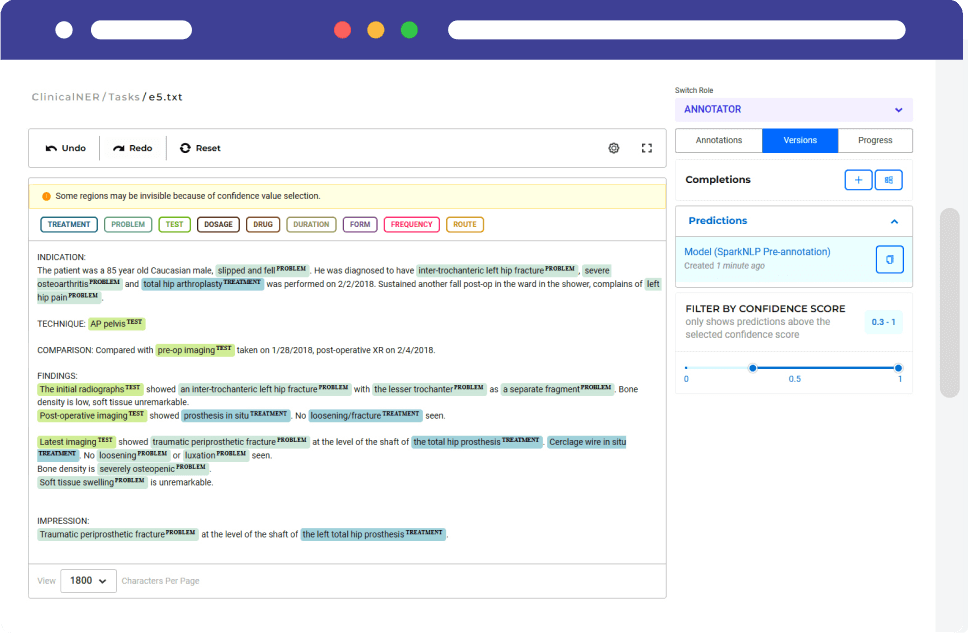 ClinicalNER/Tasks/e5.txt
Switch Role
ANNOTATOR
Undo
Redo
Reset
Annotations
Versions
Progress
Some regions may be invisible because of confidence value selection.
TREATMENT PROBLEM TEST DOSAGE DRUG DURATION FORM FREQUENCY ROUTE
INDICATION:
The patient was a 85 year old Caucasian male, slipped and fell PROBLEM . He was diagnosed to have inter-trochanteric left hip fracture PROBLEM , severe
osteoarthritis PROBLEM and total hip arthroplasty TREATMENT was performed on 2/2/2018. Sustained another fall post-op in the ward in the shower, complains of left
hip pain PROBLEM .
TECHNIQUE: AP pelvis TEST
COMPARISON: Compared with pre-op imaging TEST taken on 1/28/2018, post-operative XR on 2/4/2018.
FINDINGS:
The initial radiographs TEST showed an inter-trochanteric left hip fracture PROBLEM with the lesser trochanter PROBLEM as a separate fragment PROBLEM . Bone
density is low, soft tissue unremarkable.
Post-operative imaging TEST showed prosthesis in situ TREATMENT . No loosening/fracture TREATMENT seen.
Latest imaging TEST showed traumatic periprosthetic fracture PROBLEM at the level of the shaft of the total hip prosthesis TREATMENT . Cerclage wire in situ
TREATMENT . No loosening PROBLEM or luxation PROBLEM seen.
Bone density is severely osteopenic PROBLEM .
Soft tissue swelling PROBLEM is unremarkable.
IMPRESSION:
Traumatic periprosthetic fracture PROBLEM at the level of the shaft of the left total hip prosthesis TREATMENT .
View 1800 Characters Per Page
Completions
Predictions
Model (SparkNLP Pre-annotation)
Created 1 minute ago
FILTER BY CONFIDENCE SCORE
only shows predictions above the
selected confidence score
0.3 - 1
0 0.5 1